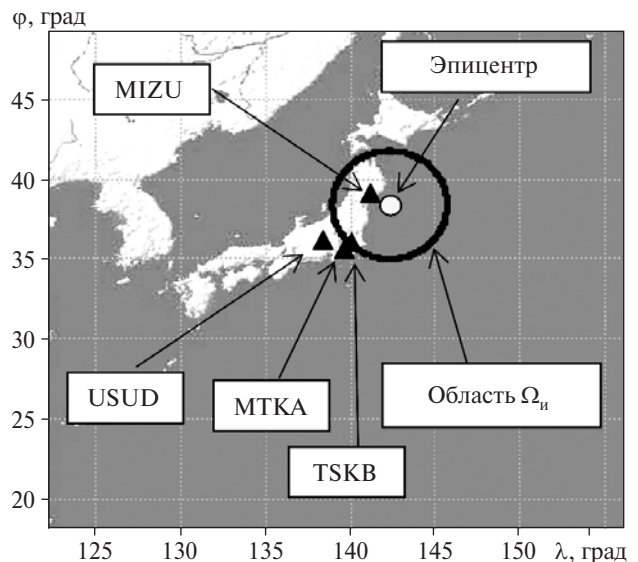 φ, град
45
40
35
30
25
20
MIZU
Эпицентр
USUD
MTKA
TSKB
Область Ωи
125 130 135 140 145 150 λ, град